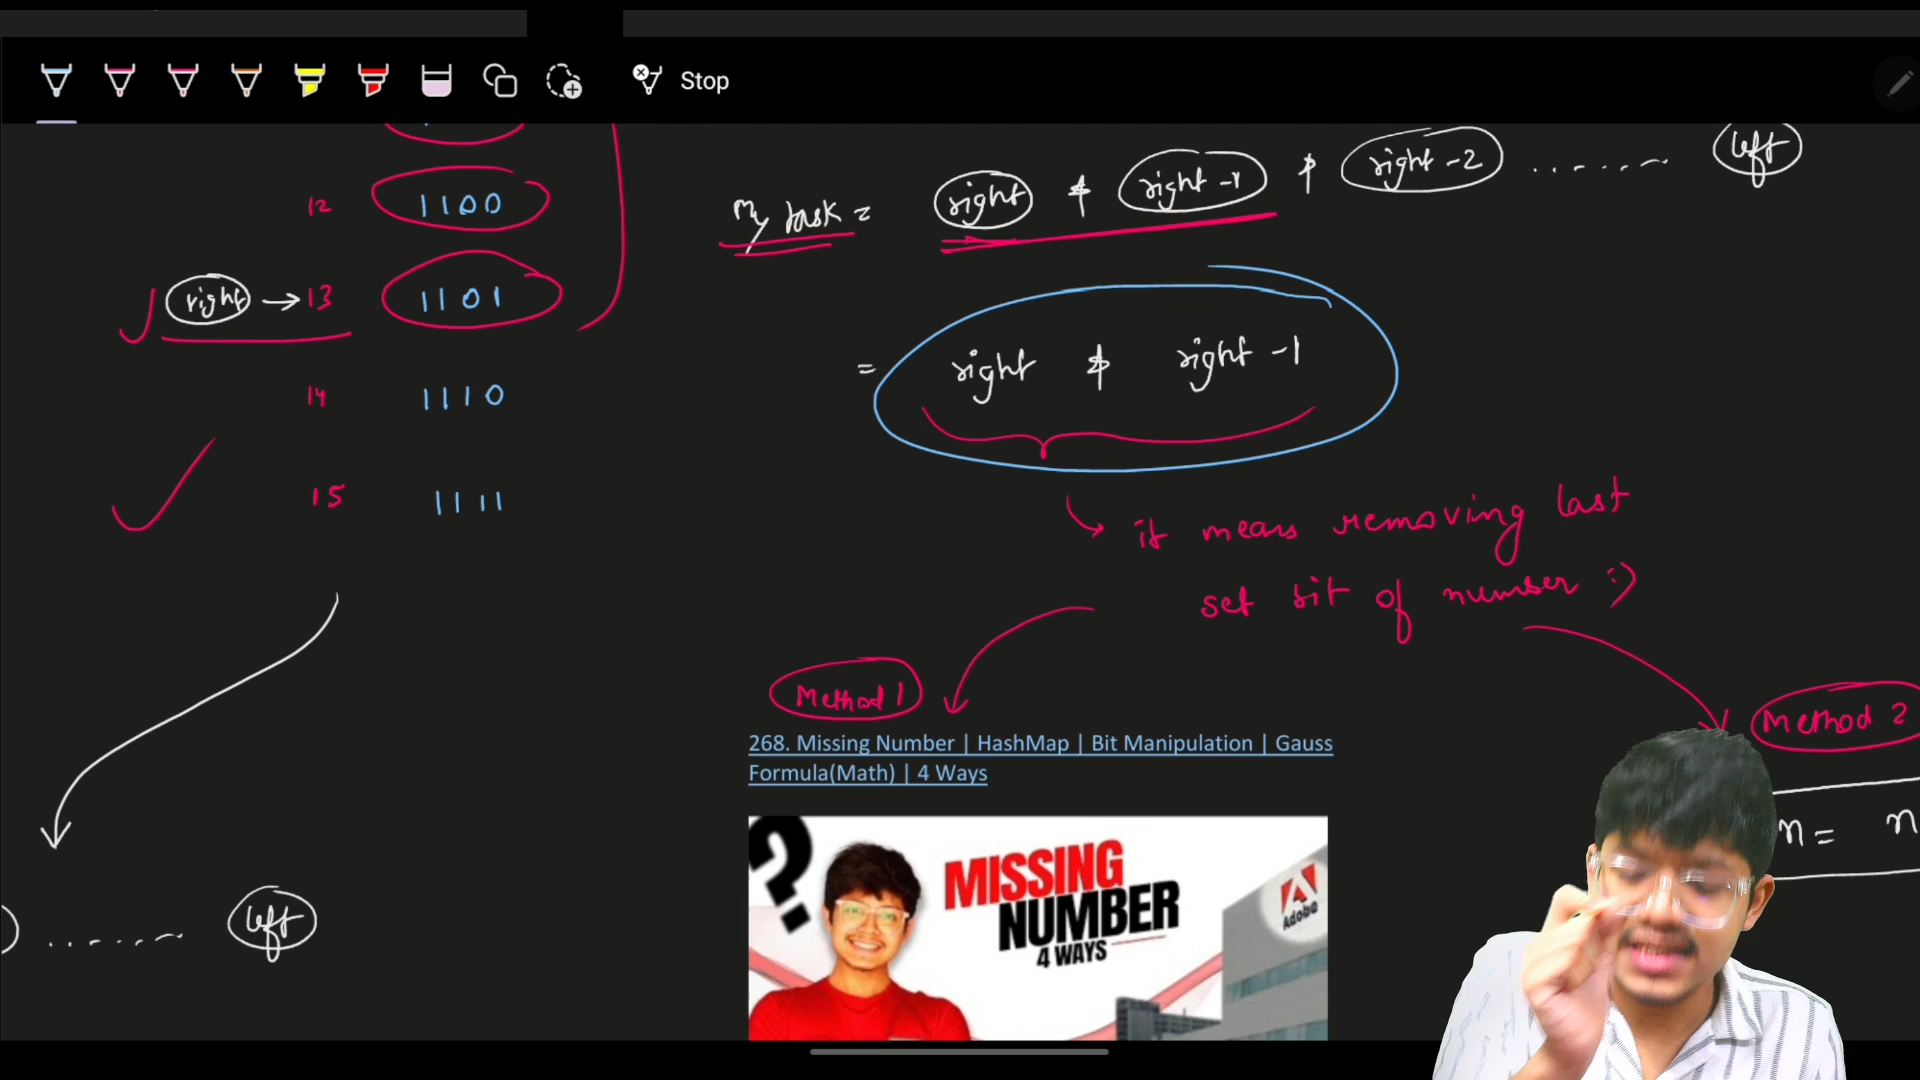 Stop
12 1100
right → 13 1101
14 1110
15 1111
....... left
My task = right & right -1 & right -2 ....... left
= right & right -1
it means removing last
set bit of number :)
Method 1
Method 2
268. Missing Number | HashMap | Bit Manipulation | Gauss
Formula(Math) | 4 Ways
?
MISSING
NUMBER
4 WAYS
Adobe
n = n